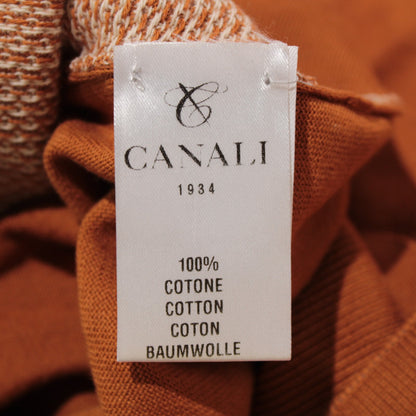 CANALI
1934
100%
COTONE
COTTON
COTON
BAUMWOLLE